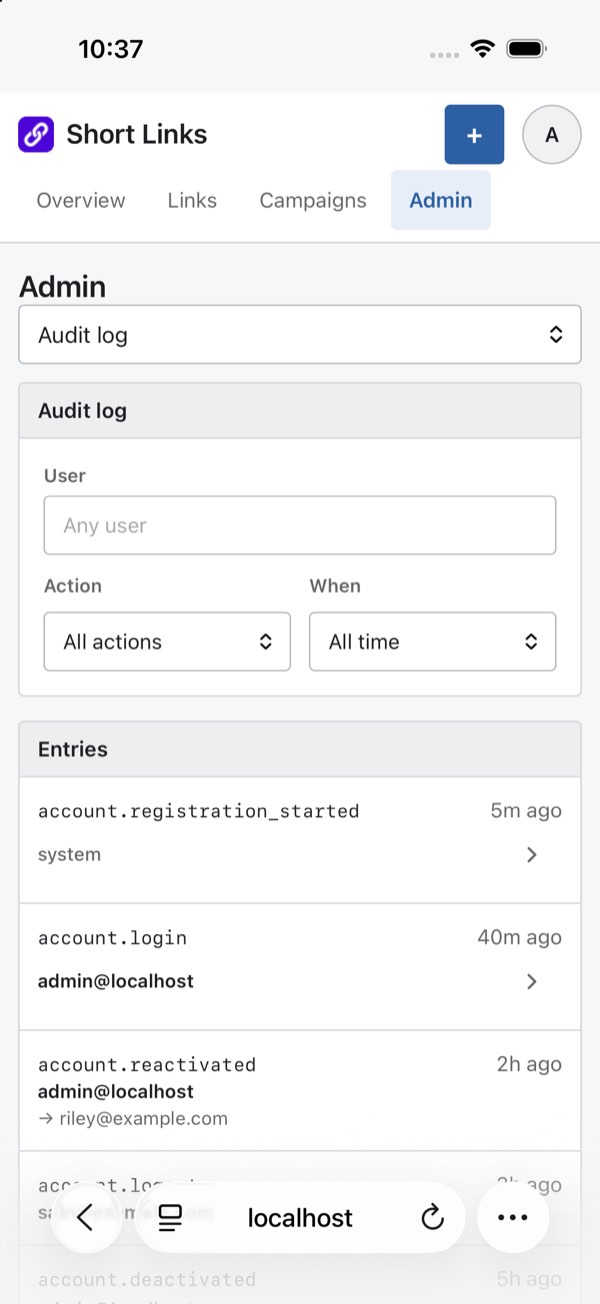 10:37
Short Links
+
A
Overview Links Campaigns Admin
Admin
Audit log
Audit log
User
Any user
Action When
All actions All time
Entries
account.registration_started 5m ago
system
account.login 40m ago
admin@localhost
account.reactivated 2h ago
admin@localhost
→ riley@example.com
ago
localhost
account.deactivated 5h ago